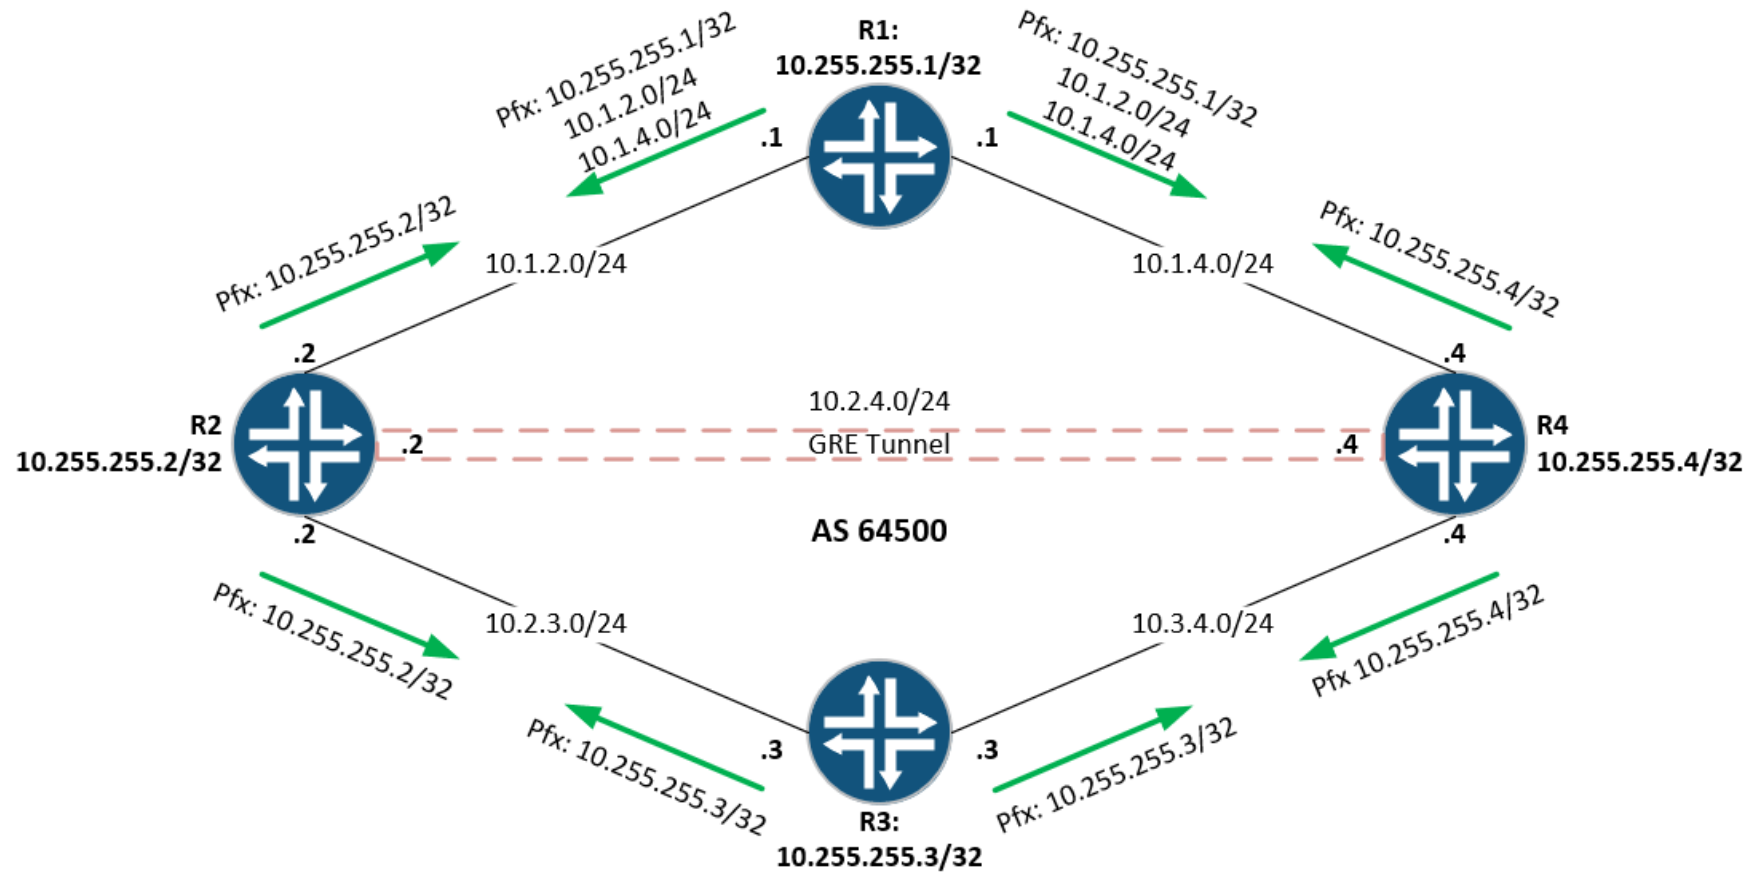 R1:
10.255.255.1/32
Pfx: 10.255.255.1/32
10.1.2.0/24
10.1.4.0/24
Pfx: 10.255.255.1/32
10.1.2.0/24
10.1.4.0/24
.1
.1
Pfx: 10.255.255.2/32
Pfx: 10.255.255.4/32
10.1.2.0/24
10.1.4.0/24
.2
.4
10.2.4.0/24
R2
10.255.255.2/32
.2
GRE Tunnel
.4
R4
10.255.255.4/32
AS 64500
.2
.4
Pfx: 10.255.255.2/32
10.2.3.0/24
10.3.4.0/24
Pfx 10.255.255.4/32
Pfx: 10.255.255.3/32
.3
.3
Pfx: 10.255.255.3/32
R3:
10.255.255.3/32